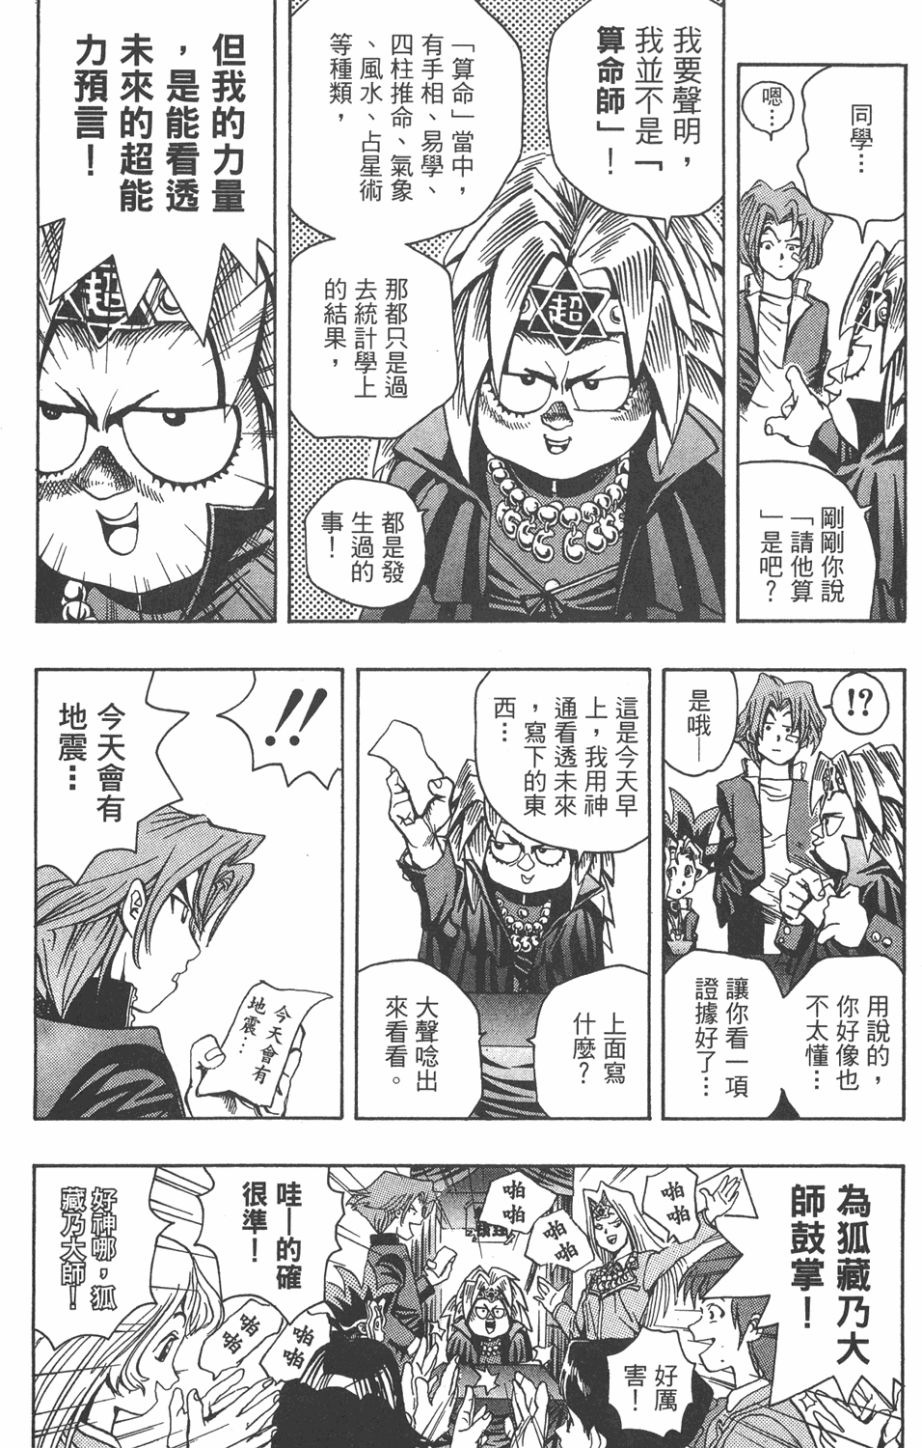 同學⋯
嗯⋯
剛剛你說
「請他算
」是吧？
我要聲明，
我並不是「
算命師」！
「算命」當中，
有手相、易學、
四柱推命、氣象
、風水、占星術
等種類，
那都只是過
去統計學上
的結果，
都是發
生過的
事！
超
但我的力量
，是能看透
未來的超能
力預言！
超
!?
是哦—
用說的，
你好像也
不太懂⋯
讓你看一項
證據好了⋯
這是今天早
上，我用神
通看透未來
，寫下的東
西⋯
上面寫
什麼？
大聲唸出
來看看。
!!
今天會有
地震⋯
今天會有
地震⋯
為狐藏乃大
師鼓掌！
啪啪
啪啪
啪啪
好厲
害！
哇—的確
很準！
啪啪
啪啪
好神哪，狐
藏乃大師！